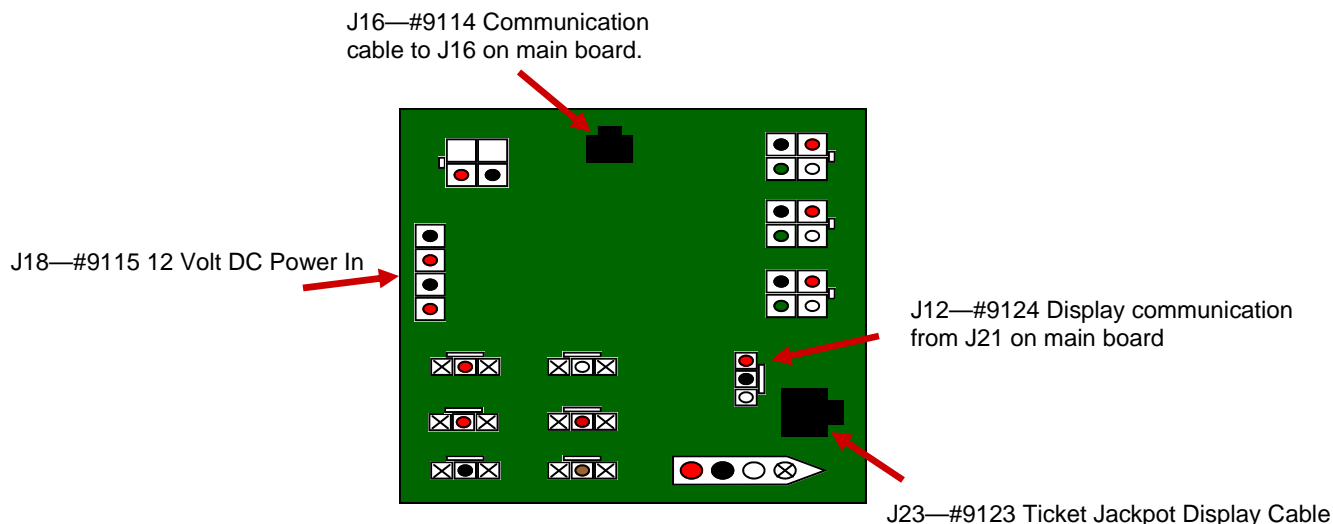 J16—#9114 Communication
cable to J16 on main board.
J18—#9115 12 Volt DC Power In
J12—#9124 Display communication
from J21 on main board
J23—#9123 Ticket Jackpot Display Cable